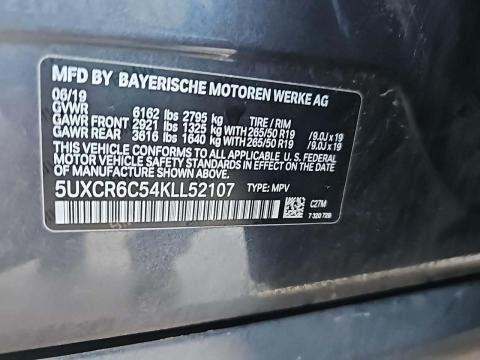 MFD BY BAYERISCHE MOTOREN WERKE AG
06/19
GVWR 6162 lbs 2795 kg TIRE / RIM
GAWR FRONT 2921 lbs 1325 kg WITH 265/50 R19 /9.0J x 19
GAWR REAR 3616 lbs 1640 kg WITH 265/50 R19 /9.0J x 19
THIS VEHICLE CONFORMS TO ALL APPLICABLE U. S. FEDERAL
MOTOR VEHICLE SAFETY STANDARDS IN EFFECT ON THE DATE
OF MANUFACTURE SHOWN ABOVE.
5UXCR6C54KLL52107 TYPE: MPV
C27M